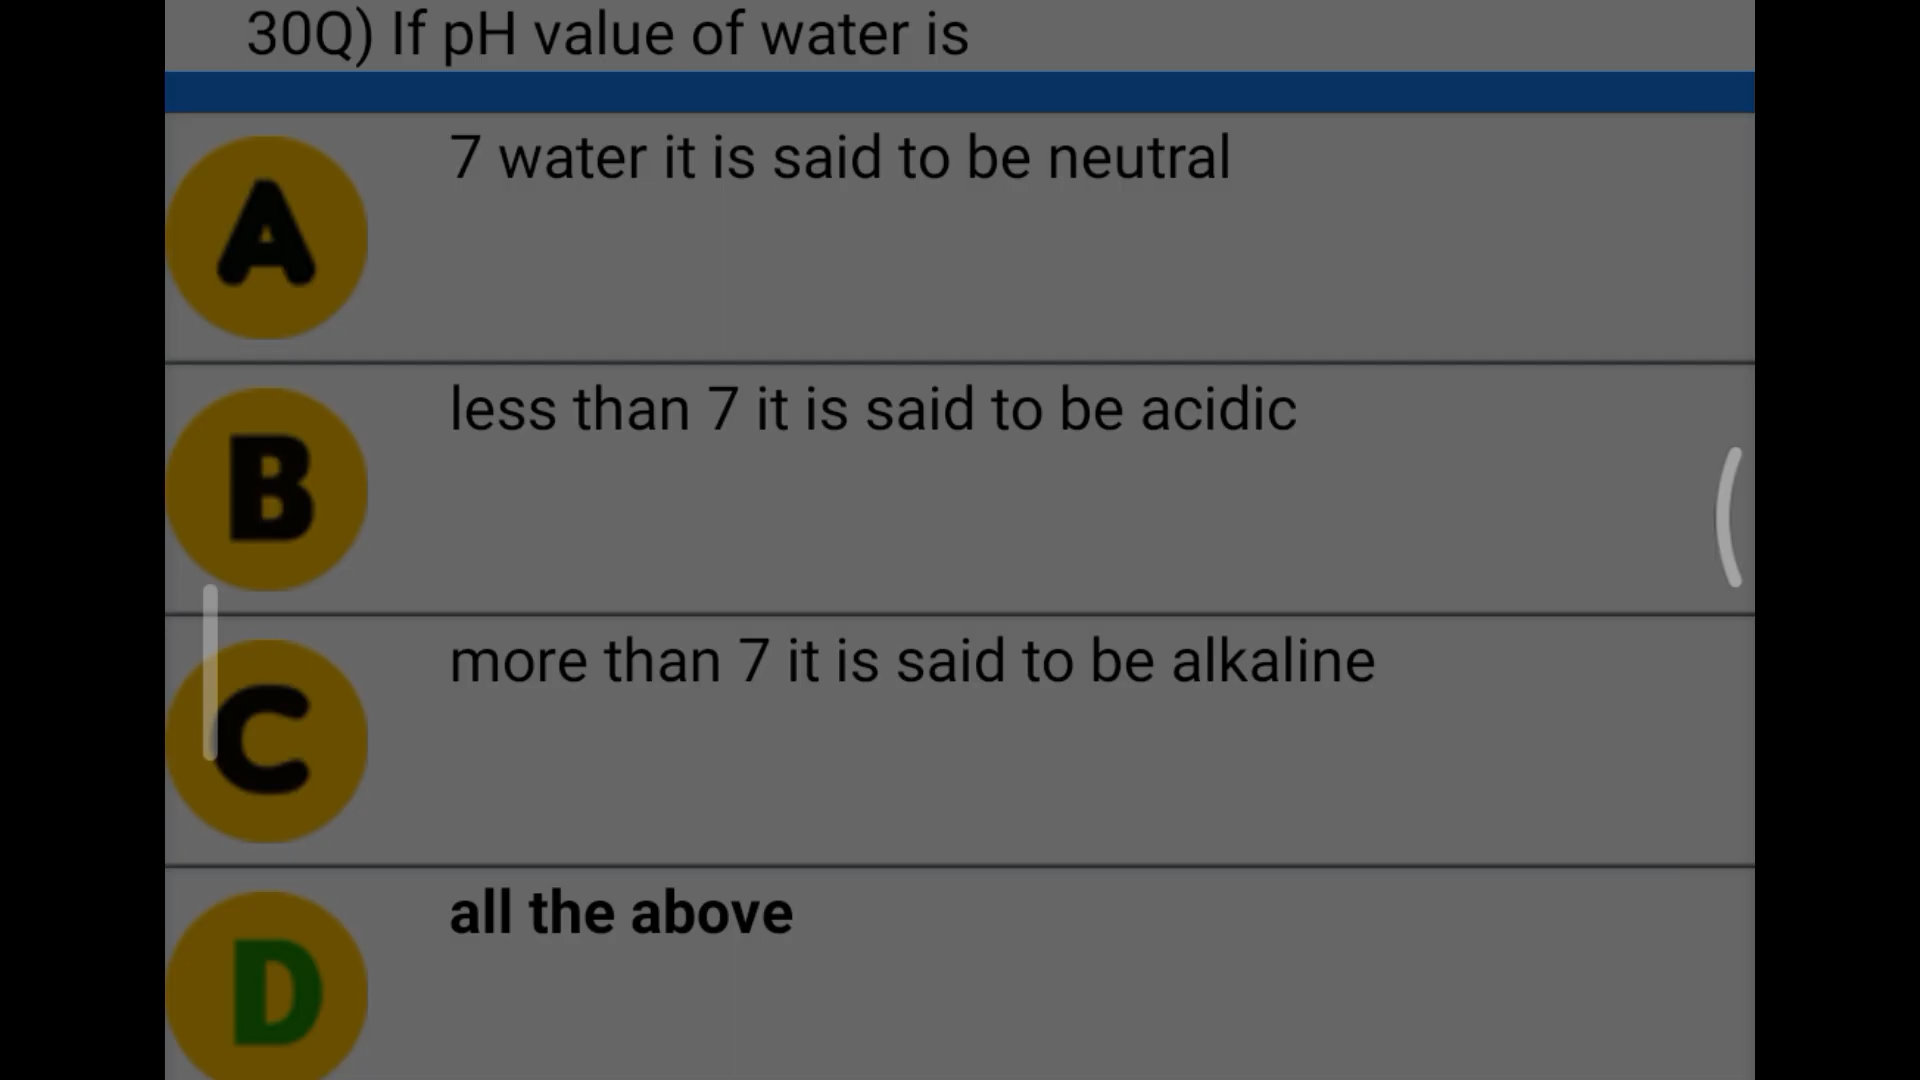 30Q) If pH value of water is
A 7 water it is said to be neutral
B less than 7 it is said to be acidic
C more than 7 it is said to be alkaline
D all the above